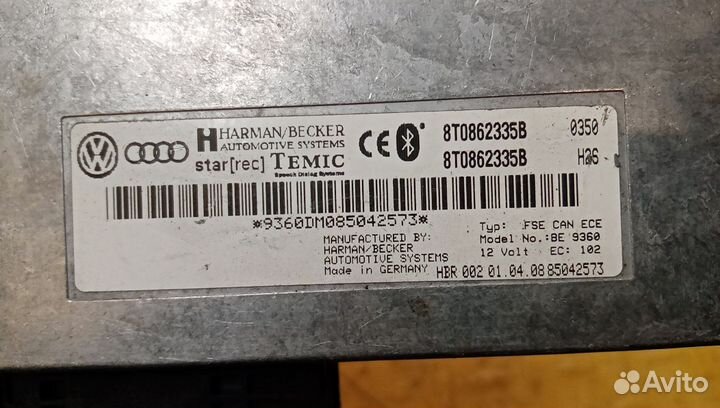 HARMAN/BECKER
AUTOMOTIVE SYSTEMS
star[rec] TEMIC
Speech Dialog Systems
CE
8T0862335B 0350
8T0862335B H26
*9360DM085042573*
MANUFACTURED BY:
HARMAN/BECKER
AUTOMOTIVE SYSTEMS
Made in GERMANY
Typ: FSE CAN ECE
Model No.:BE 9360
12 Volt EC: 102
HBR 002 01.04.08 85042573
Avito